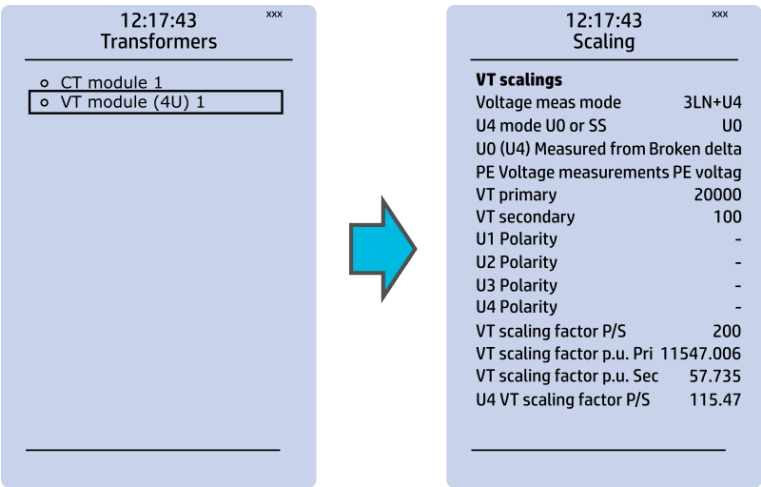 12:17:43 xxx
Transformers
CT module 1
VT module (4U) 1
12:17:43 xxx
Scaling
VT scalings
Voltage meas mode 3LN+U4
U4 mode U0 or SS U0
U0 (U4) Measured from Broken delta
PE Voltage measurements PE voltag
VT primary 20000
VT secondary 100
U1 Polarity -
U2 Polarity -
U3 Polarity -
U4 Polarity -
VT scaling factor P/S 200
VT scaling factor p.u. Pri 11547.006
VT scaling factor p.u. Sec 57.735
U4 VT scaling factor P/S 115.47